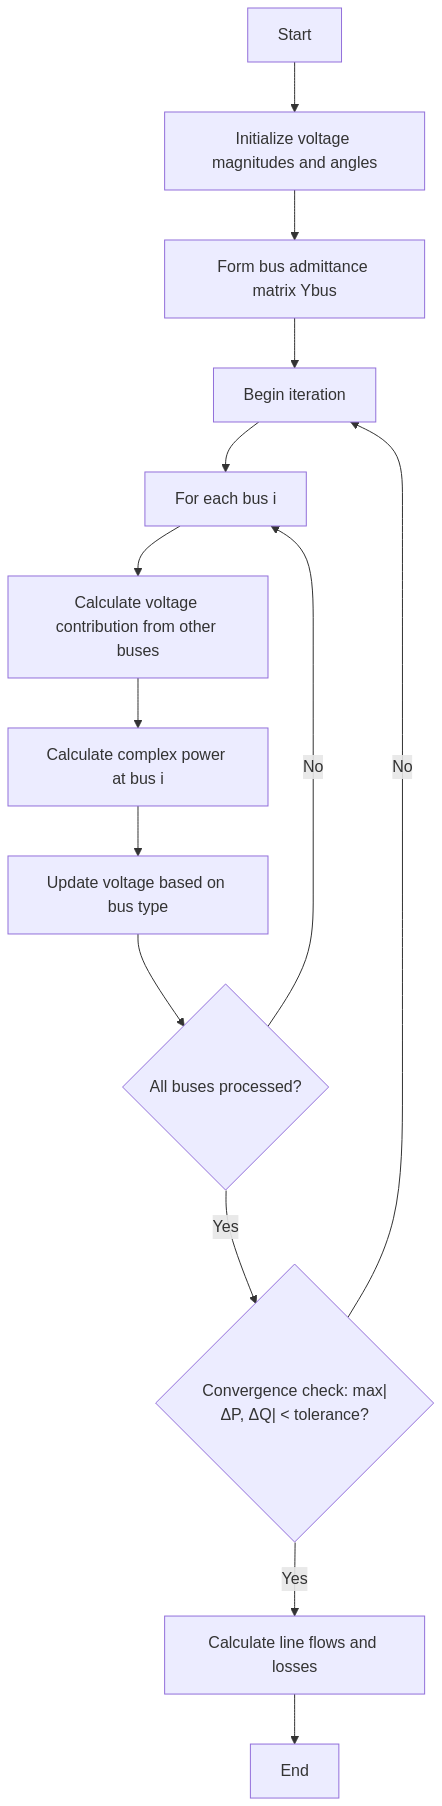 Start
Initialize voltage
magnitudes and angles
Form bus admittance
matrix Ybus
Begin iteration
For each bus i
Calculate voltage
contribution from other
buses
Calculate complex power
at bus i
No
No
Update voltage based on
bus type
All buses processed?
Yes
Convergence check: max|
ΔP, ΔQ| < tolerance?
Yes
Calculate line flows and
losses
End